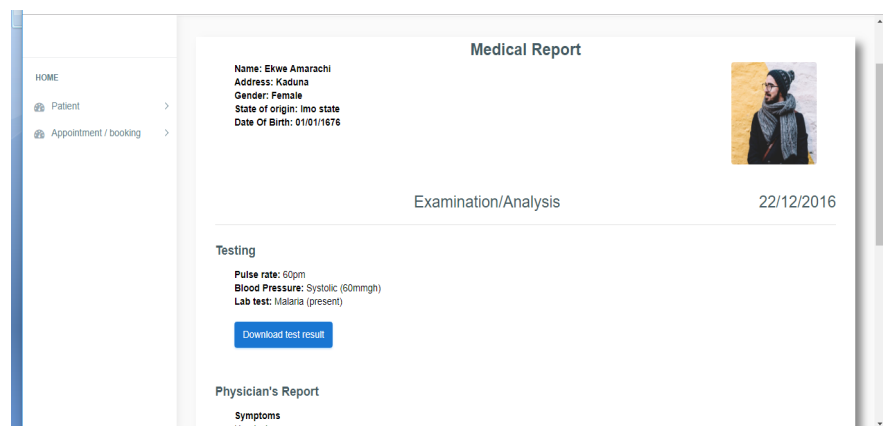 Medical Report
Name: Ekwe Amarachi
Address: Kaduna
Gender: Female
State of origin: Imo state
Date Of Birth: 01/01/1676
HOME
Patient
Appointment / booking
Examination/Analysis
22/12/2016
Testing
Pulse rate: 60pm
Blood Pressure: Systolic (60mmgh)
Lab test: Malaria (present)
Download test result
Physician's Report
Symptoms